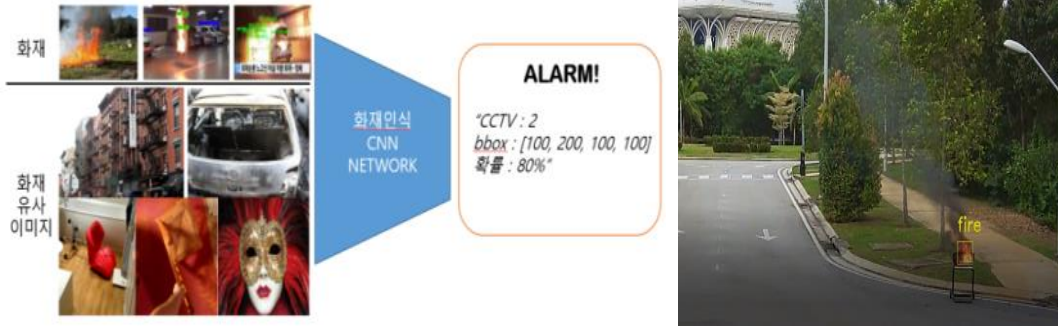 화재
화재
유사
이미지
화재인식
CNN
NETWORK
ALARM!
"CCTV : 2
bbox : [100, 200, 100, 100]
확률 : 80%"
fire